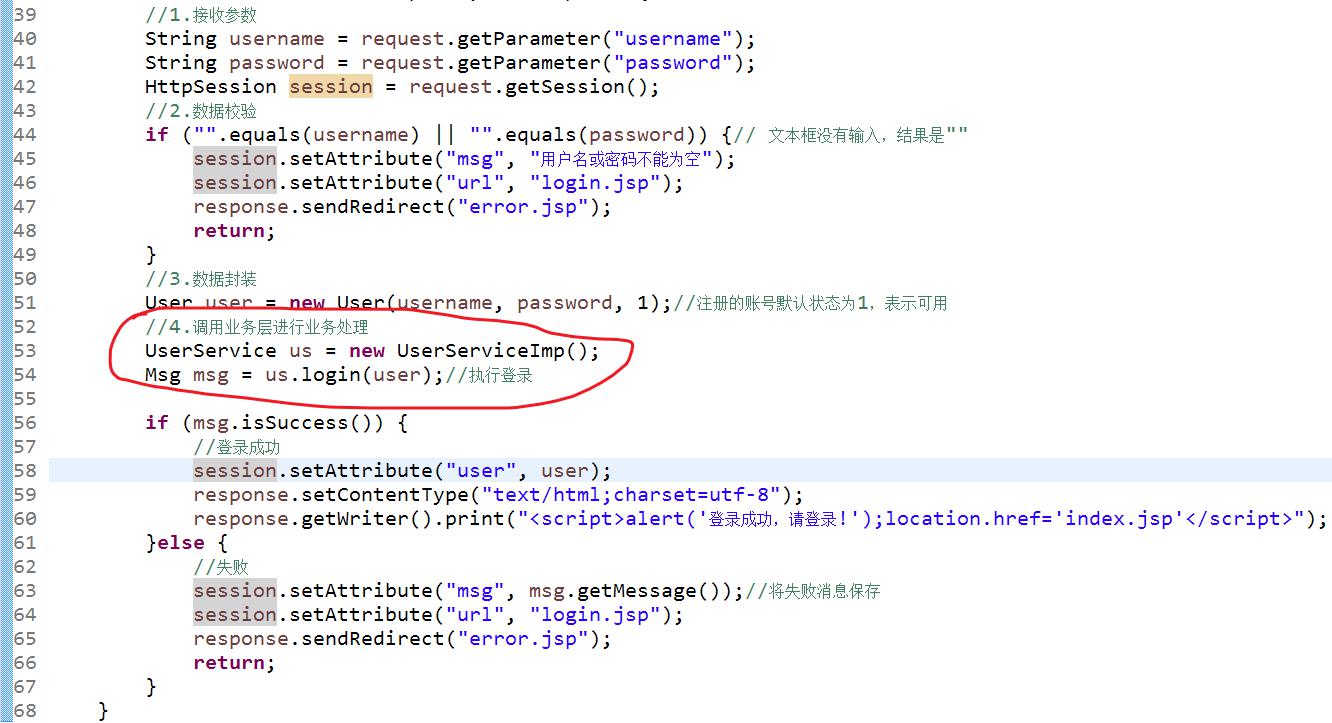 39 //1.接收参数
40 String username = request.getParameter("username");
41 String password = request.getParameter("password");
42 HttpSession session = request.getSession();
43 //2.数据校验
44 if ("".equals(username) || "".equals(password)) {// 文本框没有输入，结果是""
45 session.setAttribute("msg", "用户名或密码不能为空");
46 session.setAttribute("url", "login.jsp");
47 response.sendRedirect("error.jsp");
48 return;
49 }
50 //3.数据封装
51 User user = new User(username, password, 1);//注册的账号默认状态为1，表示可用
52 //4.调用业务层进行业务处理
53 UserService us = new UserServiceImp();
54 Msg msg = us.login(user);//执行登录
55
56 if (msg.isSuccess()) {
57 //登录成功
58 session.setAttribute("user", user);
59 response.setContentType("text/html;charset=utf-8");
60 response.getWriter().print("<script>alert('登录成功，请登录!');location.href='index.jsp'</script>");
61 }else {
62 //失败
63 session.setAttribute("msg", msg.getMessage());//将失败消息保存
64 session.setAttribute("url", "login.jsp");
65 response.sendRedirect("error.jsp");
66 return;
67 }
68 }